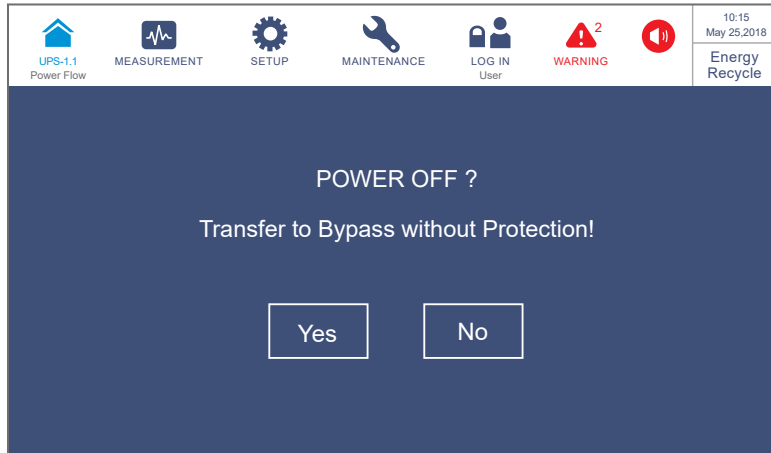 UPS-1.1
Power Flow
MEASUREMENT
SETUP
MAINTENANCE
LOG IN
User
2
WARNING
10:15
May 25,2018
Energy
Recycle
POWER OFF ?
Transfer to Bypass without Protection!
Yes
No